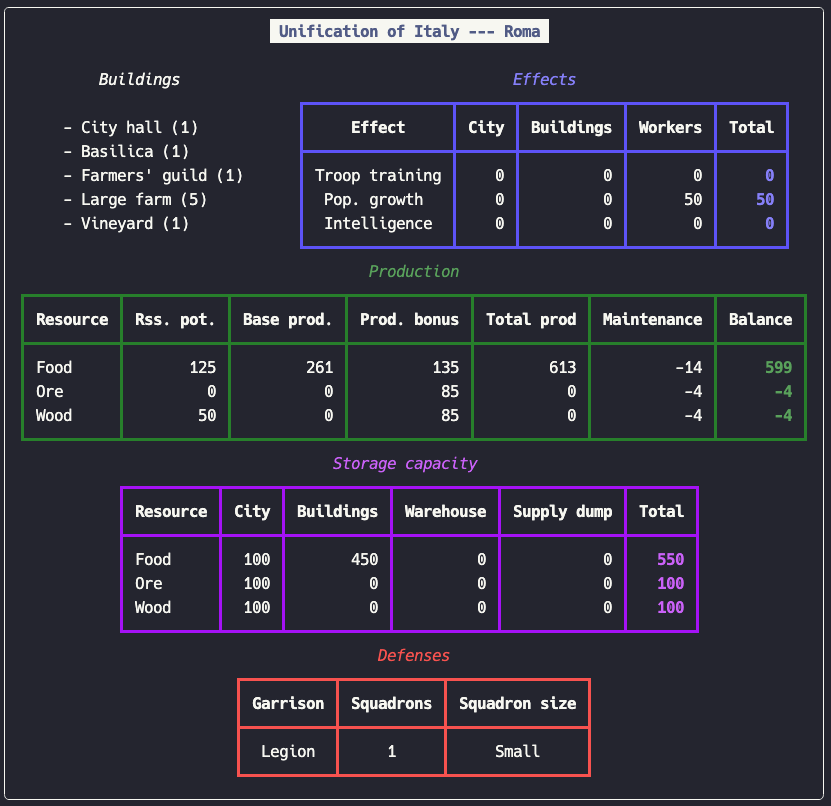 Unification of Italy --- Roma
Buildings
- City hall (1)
- Basilica (1)
- Farmers' guild (1)
- Large farm (5)
- Vineyard (1)
Effects
Effect City Buildings Workers Total
Troop training 0 0 0 0
Pop. growth 0 0 50 50
Intelligence 0 0 0 0
Production
Resource Rss. pot. Base prod. Prod. bonus Total prod Maintenance Balance
Food 125 261 135 613 -14 599
Ore 0 0 85 0 -4 -4
Wood 50 0 85 0 -4 -4
Storage capacity
Resource City Buildings Warehouse Supply dump Total
Food 100 450 0 0 550
Ore 100 0 0 0 100
Wood 100 0 0 0 100
Defenses
Garrison Squadrons Squadron size
Legion 1 Small